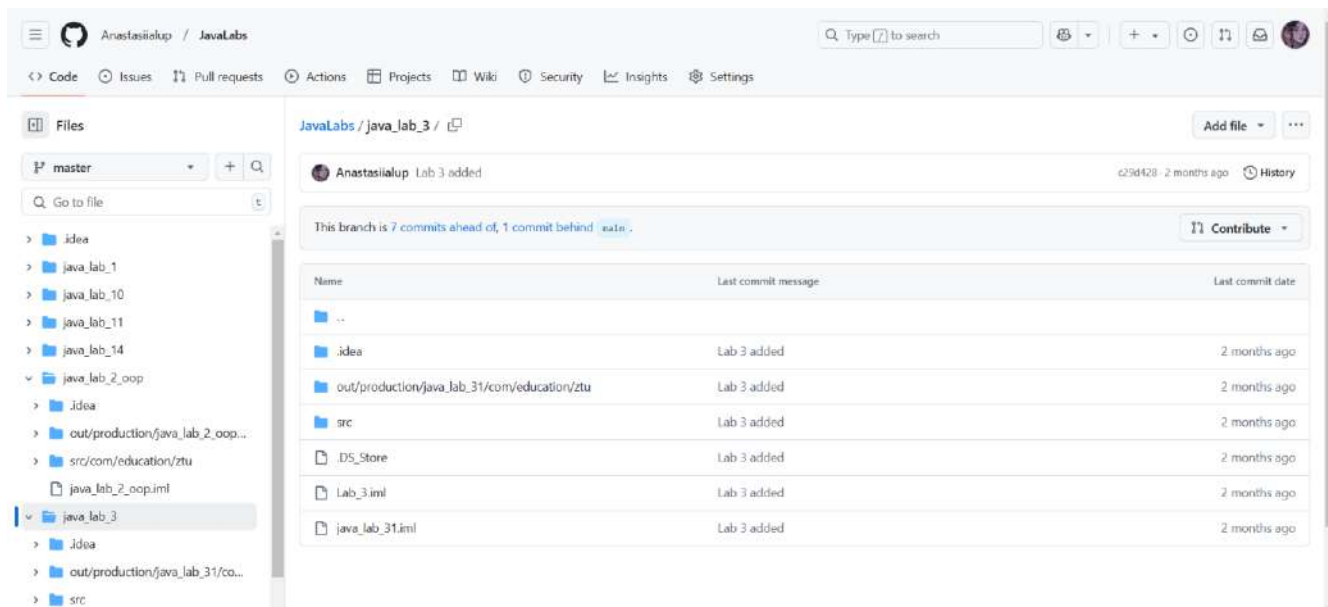 Anastasiialup / JavaLabs
Type / to search
Code Issues Pull requests Actions Projects Wiki Security Insights Settings
Files
master
Go to file
t
.idea
java_lab_1
java_lab_10
java_lab_11
java_lab_14
java_lab_2_oop
.idea
out/production/java_lab_2_oop...
src/com/education/ztu
java_lab_2_oop.iml
java_lab_3
.idea
out/production/java_lab_31/co...
src
JavaLabs / java_lab_3 /
Add file
Anastasiialup Lab 3 added
c29d428 · 2 months ago History
This branch is 7 commits ahead of, 1 commit behind main .
Contribute
Name Last commit message Last commit date
..
.idea Lab 3 added 2 months ago
out/production/java_lab_31/com/education/ztu Lab 3 added 2 months ago
src Lab 3 added 2 months ago
.DS_Store Lab 3 added 2 months ago
Lab_3.iml Lab 3 added 2 months ago
java_lab_31.iml Lab 3 added 2 months ago